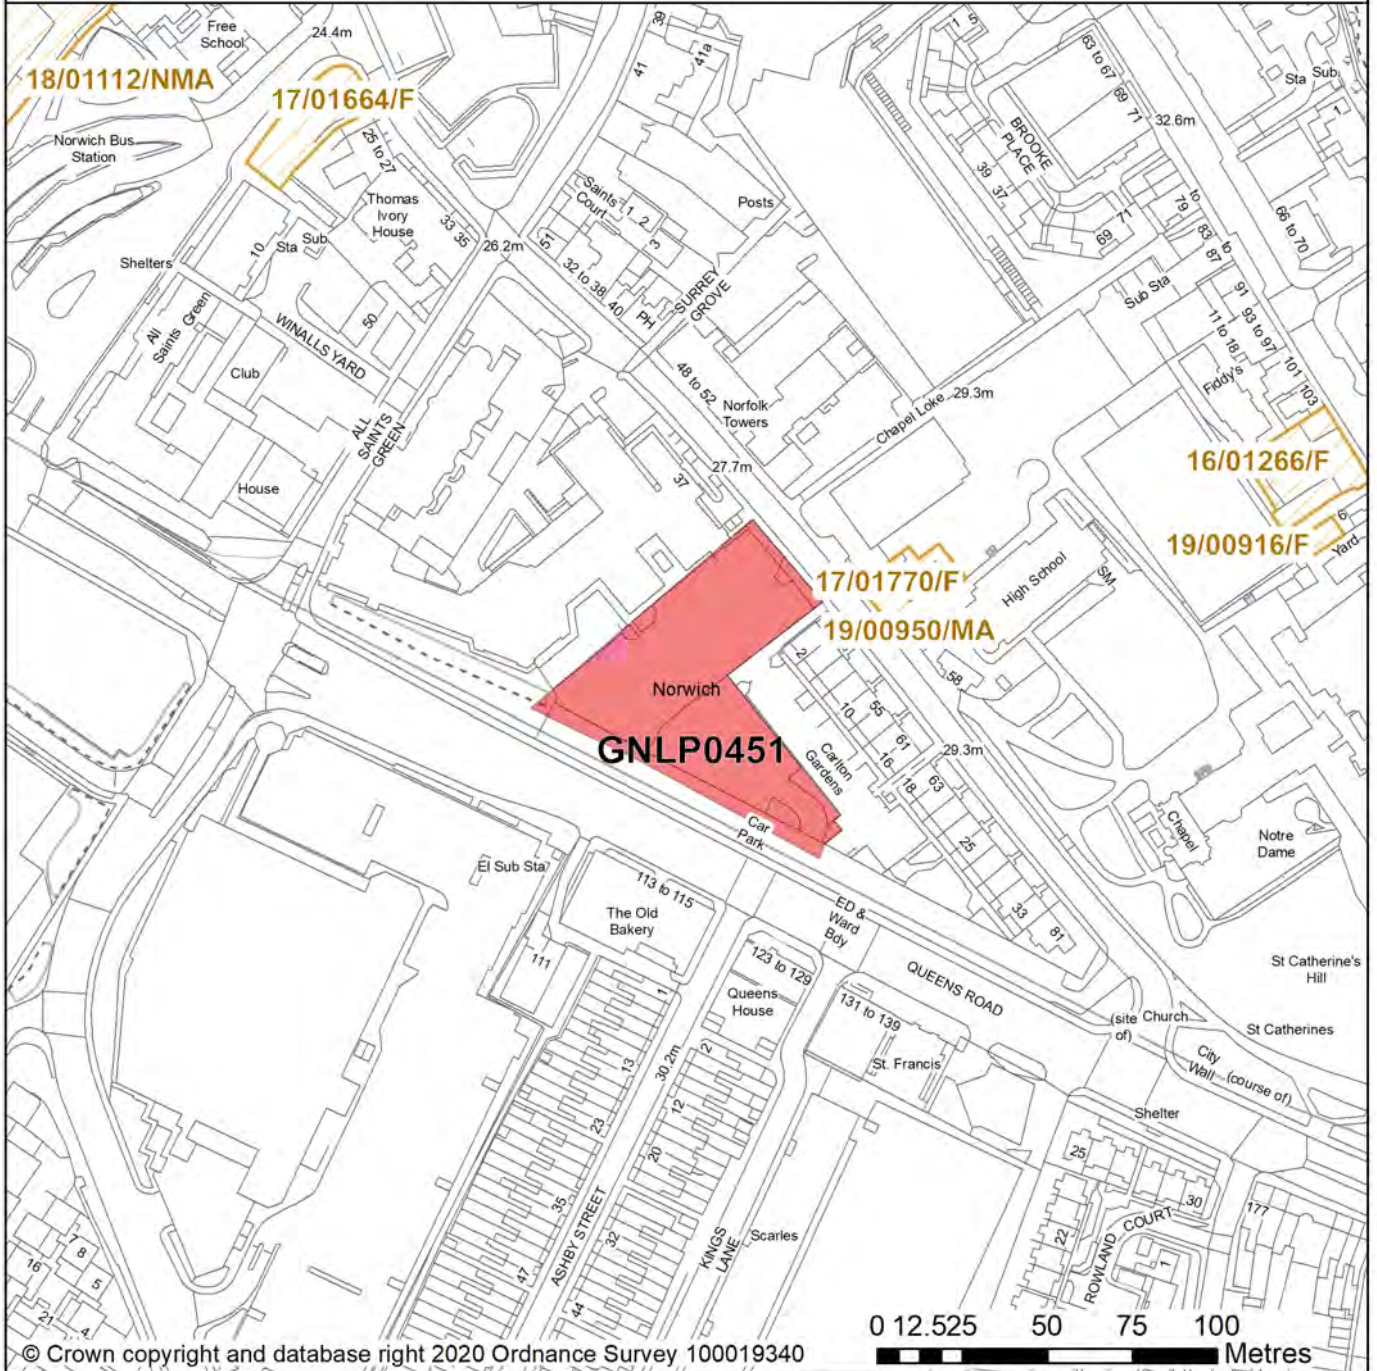 Free
School
24.4m
39
41
41a
1
5
63 to 67
69
71
Sta
Sub
1
18/01112/NMA
17/01664/F
32.6m
Norwich Bus
Station
25 to 27
BROOKE
PLACE
39
37
Thomas
Ivory
House
33 35
Saints
Court
1
2
3
Posts
to
79
66 to 70
69
71
to
83
87
Shelters
10
Sta
Sub
26.2m
51
32 to 38
40
PH
SURREY
GROVE
Sub Sta
91
93 to 97
All
Saints Green
WINALLS YARD
50
11 to 18
101
103
Club
48 to 52
Norfolk
Towers
Chapel Loke
29.3m
Fiddy's
ALL
SAINTS
GREEN
27.7m
37
16/01266/F
House
6
19/00916/F
Yard
17/01770/F
High School
SM
19/00950/MA
2
58
Norwich
10
55
16
61
29.3m
GNLP0451
Carlton
Gardens
18
63
Car
Park
25
Chapel
Notre
Dame
El Sub Sta
113 to 115
33
81
The Old
Bakery
ED &
Ward
Bdy
111
123 to 129
QUEENS ROAD
St Catherine's
Hill
1
Queens
House
131 to 139
(site
of)
Church
St Catherines
City
Wall
(course of)
13
30.2m
2
St. Francis
Shelter
12
23
20
25
30
35
32
ASHBY STREET
KINGS
LANE
Scarles
22
ROWLAND
COURT
1
177
47
44
7
8
16
5
21
4
0 12.525 50 75 100
Metres
© Crown copyright and database right 2020 Ordnance Survey 100019340